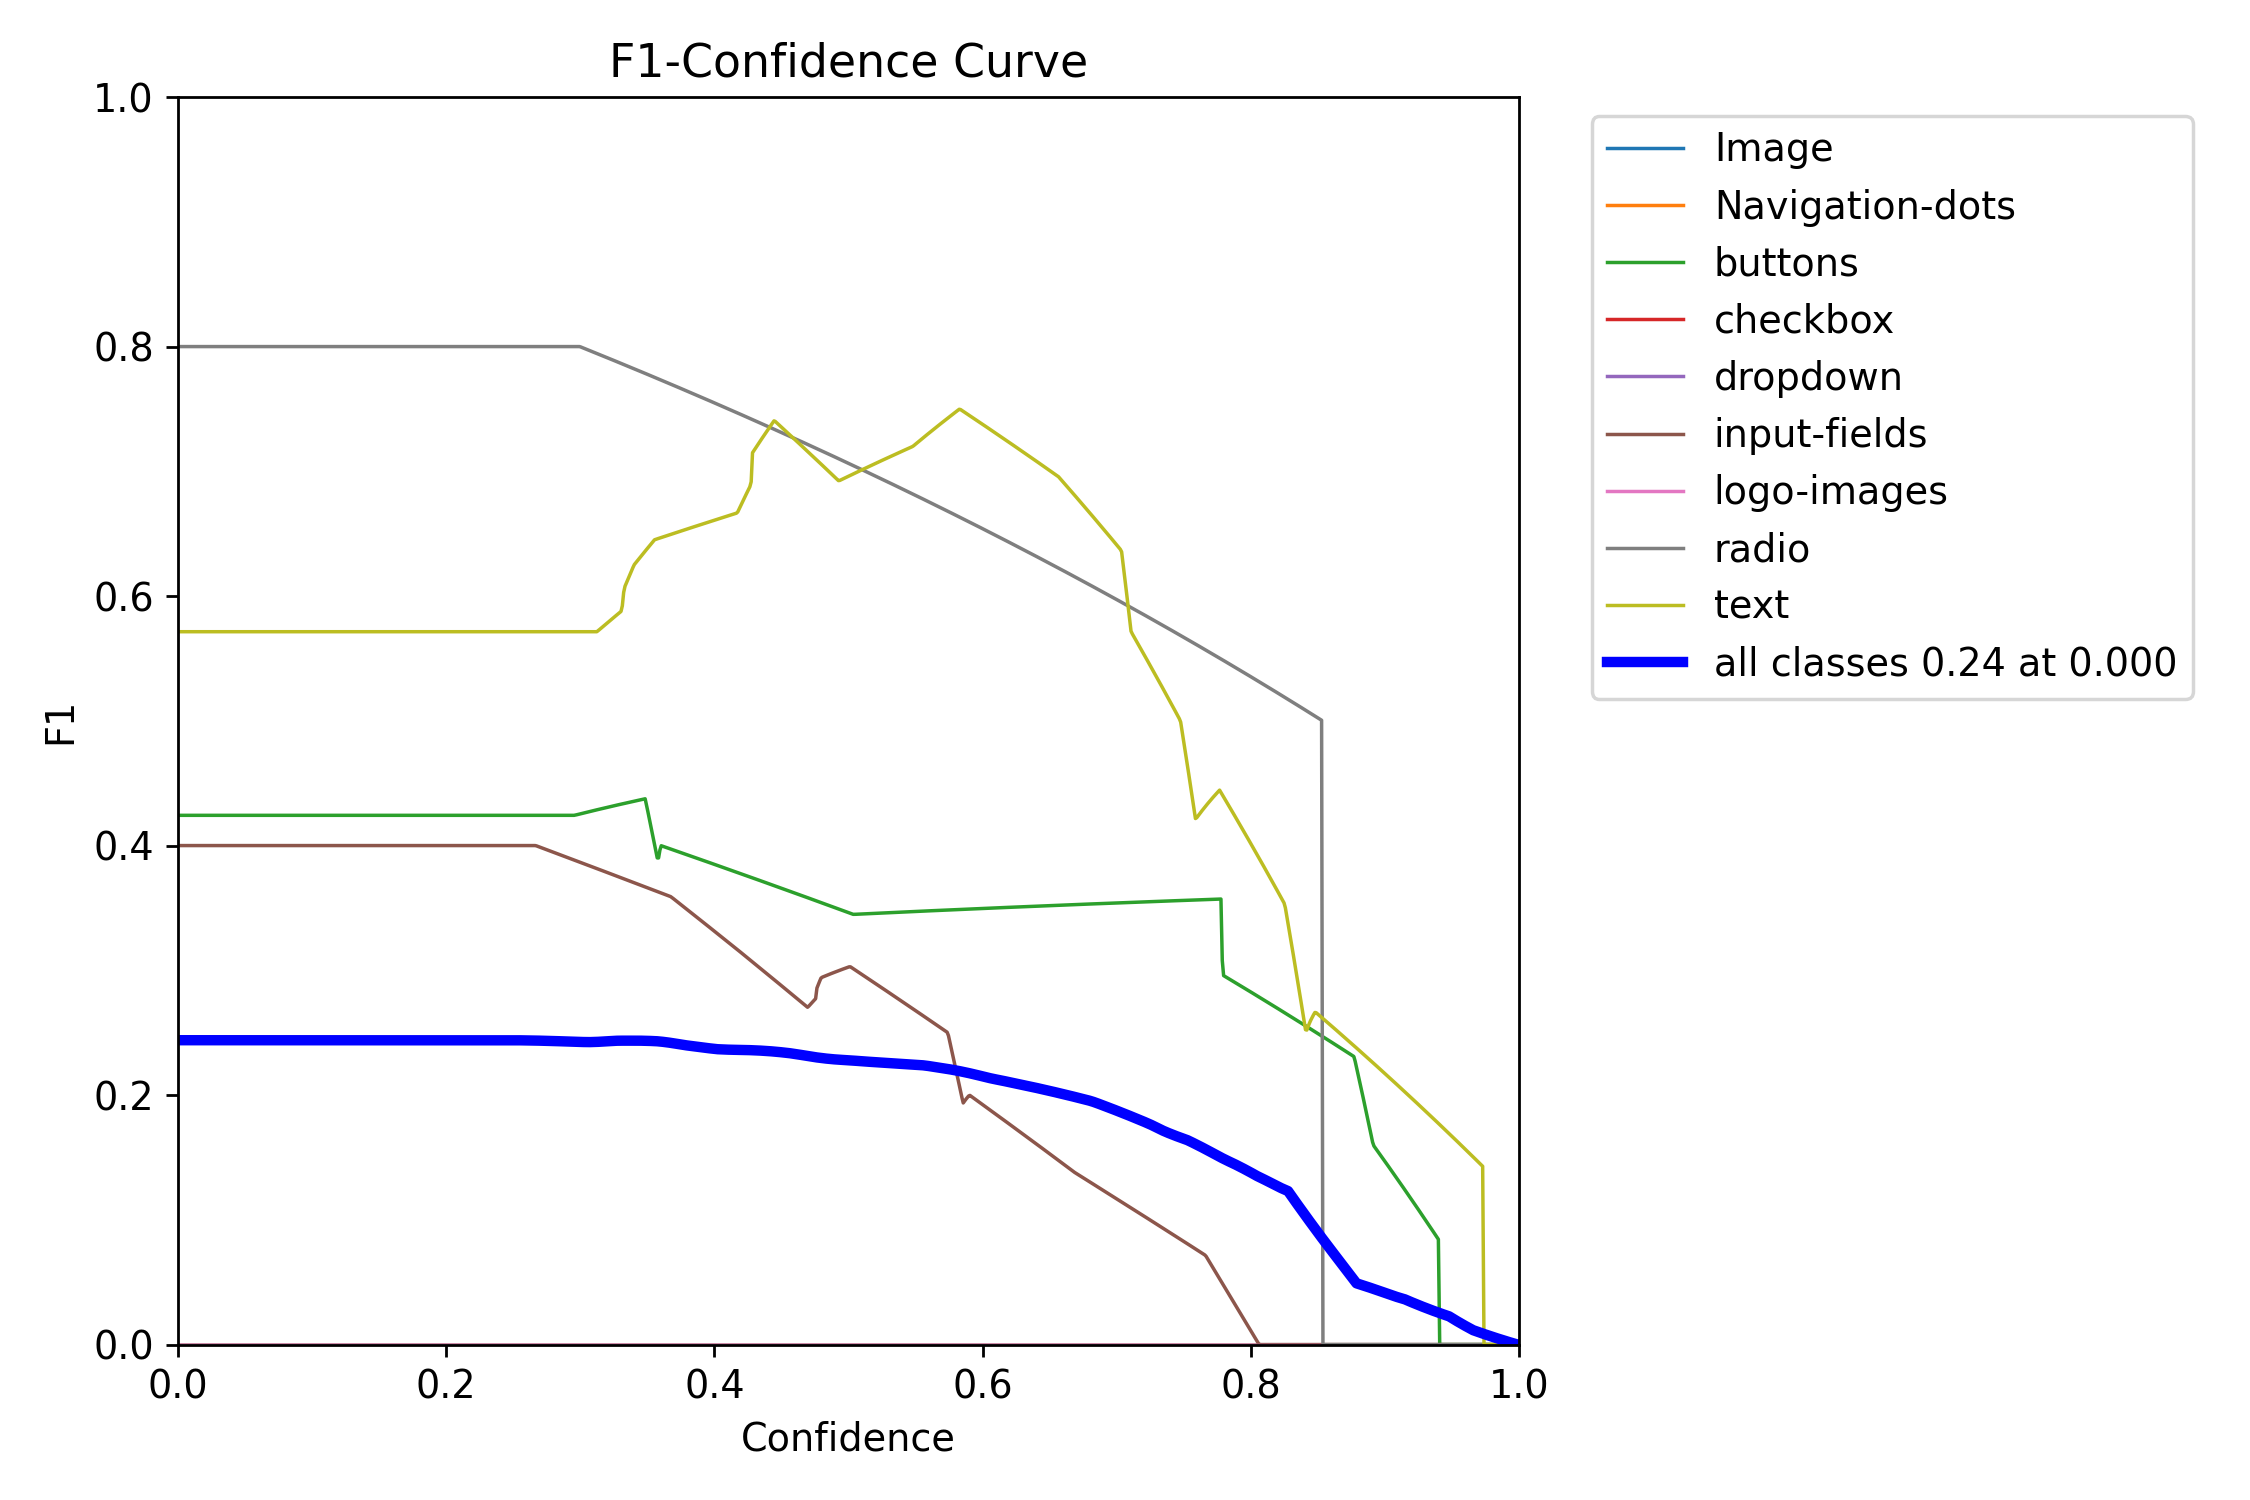 F1-Confidence Curve
1.0
0.8
0.6
0.4
0.2
0.0
F1
0.0 0.2 0.4 0.6 0.8 1.0
Confidence
Image
Navigation-dots
buttons
checkbox
dropdown
input-fields
logo-images
radio
text
all classes 0.24 at 0.000